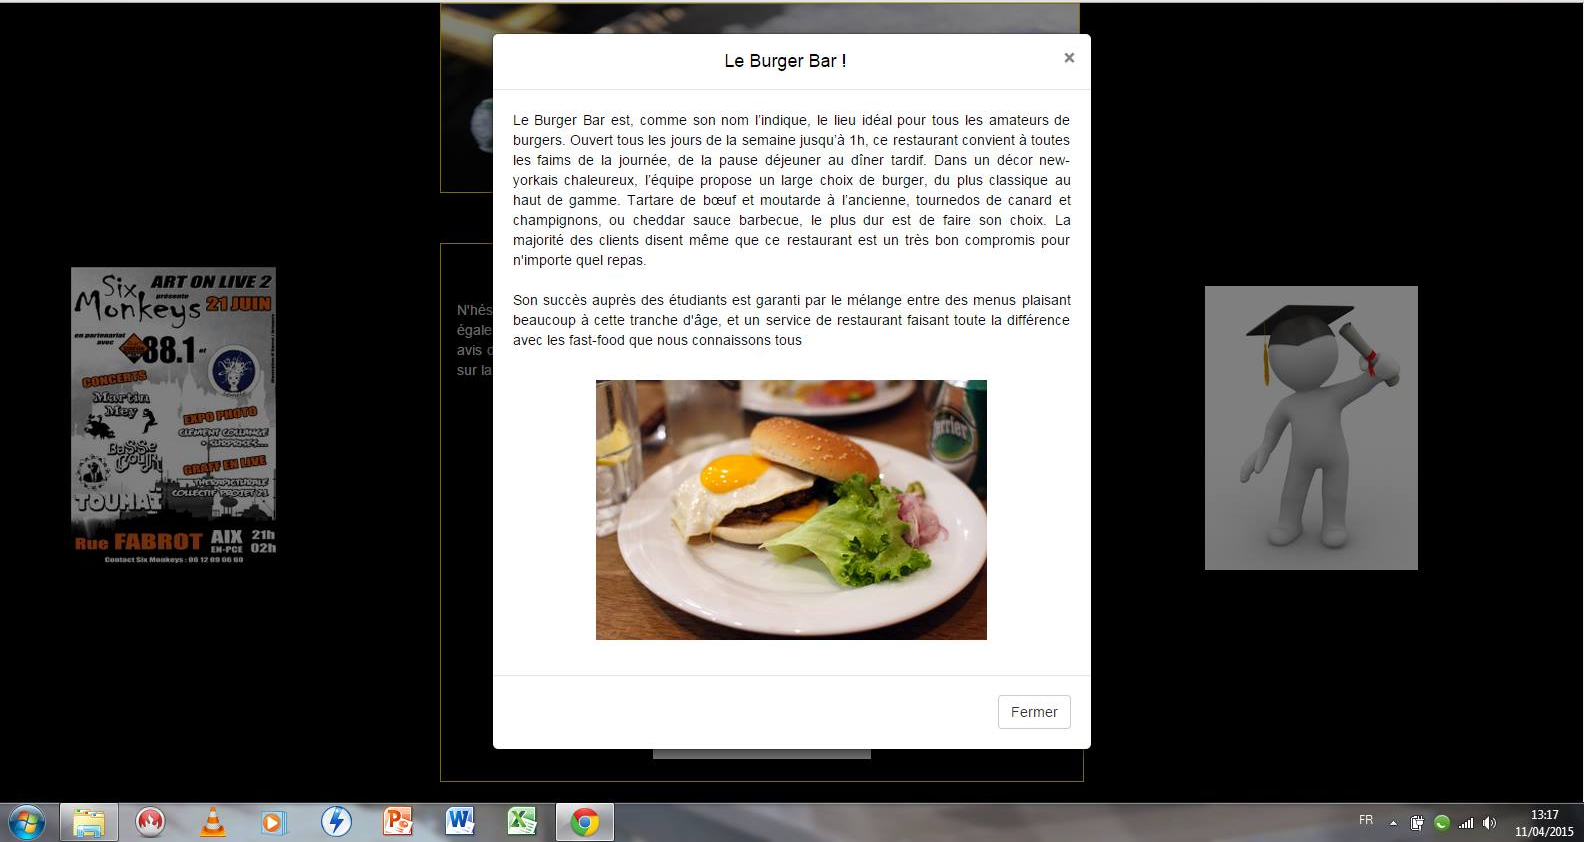 Le Burger Bar !
×
Le Burger Bar est, comme son nom l'indique, le lieu idéal pour tous les amateurs de
burgers. Ouvert tous les jours de la semaine jusqu'à 1h, ce restaurant convient à toutes
les faims de la journée, de la pause déjeuner au dîner tardif. Dans un décor new-
yorkais chaleureux, l'équipe propose un large choix de burger, du plus classique au
haut de gamme. Tartare de bœuf et moutarde à l'ancienne, tournedos de canard et
champignons, ou cheddar sauce barbecue, le plus dur est de faire son choix. La
majorité des clients disent même que ce restaurant est un très bon compromis pour
n'importe quel repas.
Son succès auprès des étudiants est garanti par le mélange entre des menus plaisant
beaucoup à cette tranche d'âge, et un service de restaurant faisant toute la différence
avec les fast-food que nous connaissons tous
Perrier
Fermer
N'hés
égale
avis
sur la
Six Monkeys
présente
ART ON LIVE 2
21 JUIN
en partenariat
avec
88.1 et
CONCERTS
Martin
Mey
EXPO PHOTO
CLEMENT COLLANGE
+ SURPRISES...
Basse
Cour
GRAFF EN LIVE
THERAPICTURALE
COLLECTIF PROJET 21
TOUMAÏ
Rue FABROT AIX
EN-PCE
21h
02h
Contact Six Monkeys : 06 12 09 06 60
FR
13:17
11/04/2015